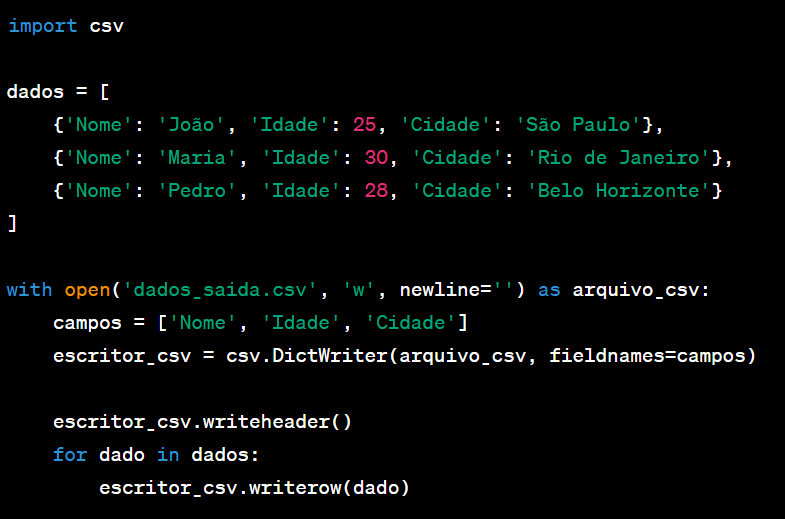 import csv
dados = [
{'Nome': 'João', 'Idade': 25, 'Cidade': 'São Paulo'},
{'Nome': 'Maria', 'Idade': 30, 'Cidade': 'Rio de Janeiro'},
{'Nome': 'Pedro', 'Idade': 28, 'Cidade': 'Belo Horizonte'}
]
with open('dados_saida.csv', 'w', newline='') as arquivo_csv:
campos = ['Nome', 'Idade', 'Cidade']
escritor_csv = csv.DictWriter(arquivo_csv, fieldnames=campos)
escritor_csv.writeheader()
for dado in dados:
escritor_csv.writerow(dado)